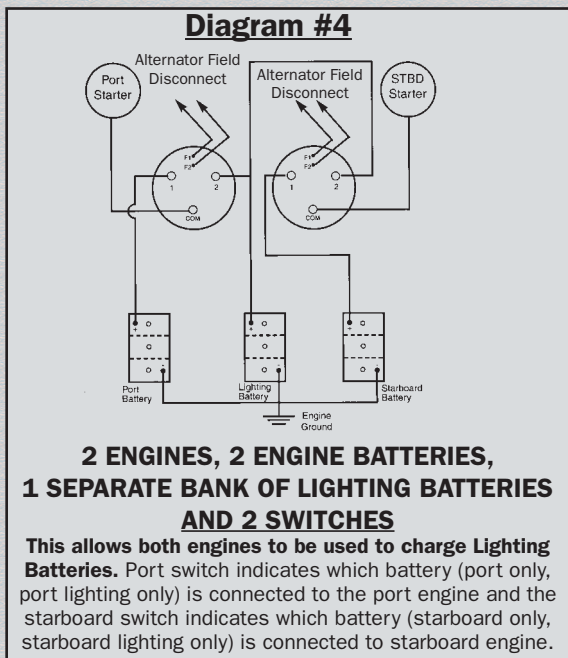 Diagram #4
Alternator Field
Disconnect
Alternator Field
Disconnect
Port
Starter
STBD
Starter
F1
F2
1
2
COM
F1
F2
1
2
COM
+
-
+
-
+
-
Port
Battery
Lighting
Battery
Starboard
Battery
Engine
Ground
2 ENGINES, 2 ENGINE BATTERIES,
1 SEPARATE BANK OF LIGHTING BATTERIES
AND 2 SWITCHES
This allows both engines to be used to charge Lighting
Batteries. Port switch indicates which battery (port only,
port lighting only) is connected to the port engine and the
starboard switch indicates which battery (starboard only,
starboard lighting only) is connected to starboard engine.